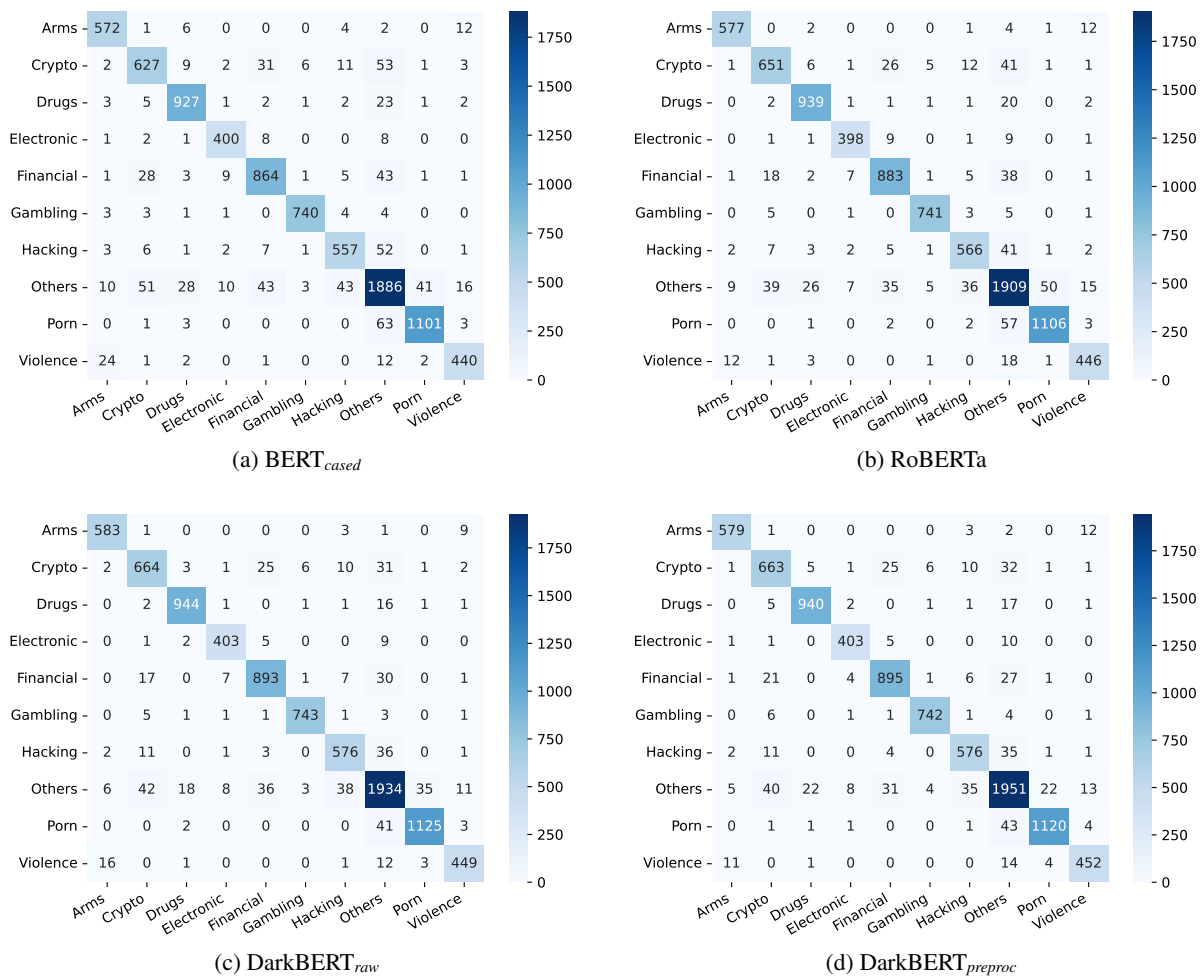 Arms 572 1 6 0 0 0 4 2 0 12
Crypto 2 627 9 2 31 6 11 53 1 3
Drugs 3 5 927 1 2 1 2 23 1 2
Electronic 1 2 1 400 8 0 0 8 0 0
Financial 1 28 3 9 864 1 5 43 1 1
Gambling 3 3 1 1 0 740 4 4 0 0
Hacking 3 6 1 2 7 1 557 52 0 1
Others 10 51 28 10 43 3 43 1886 41 16
Porn 0 1 3 0 0 0 0 63 1101 3
Violence 24 1 2 0 1 0 0 12 2 440
Arms Crypto Drugs Electronic Financial Gambling Hacking Others Porn Violence
1750
1500
1250
1000
750
500
250
0
(a) BERTcased
Arms 577 0 2 0 0 0 1 4 1 12
Crypto 1 651 6 1 26 5 12 41 1 1
Drugs 0 2 939 1 1 1 1 20 0 2
Electronic 0 1 1 398 9 0 1 9 0 1
Financial 1 18 2 7 883 1 5 38 0 1
Gambling 0 5 0 1 0 741 3 5 0 1
Hacking 2 7 3 2 5 1 566 41 1 2
Others 9 39 26 7 35 5 36 1909 50 15
Porn 0 0 1 0 2 0 2 57 1106 3
Violence 12 1 3 0 0 1 0 18 1 446
Arms Crypto Drugs Electronic Financial Gambling Hacking Others Porn Violence
1750
1500
1250
1000
750
500
250
0
(b) RoBERTa
Arms 583 1 0 0 0 0 3 1 0 9
Crypto 2 664 3 1 25 6 10 31 1 2
Drugs 0 2 944 1 0 1 1 16 1 1
Electronic 0 1 2 403 5 0 0 9 0 0
Financial 0 17 0 7 893 1 7 30 0 1
Gambling 0 5 1 1 1 743 1 3 0 1
Hacking 2 11 0 1 3 0 576 36 0 1
Others 6 42 18 8 36 3 38 1934 35 11
Porn 0 0 2 0 0 0 0 41 1125 3
Violence 16 0 1 0 0 0 1 12 3 449
Arms Crypto Drugs Electronic Financial Gambling Hacking Others Porn Violence
1750
1500
1250
1000
750
500
250
0
(c) DarkBERTraw
Arms 579 1 0 0 0 0 3 2 0 12
Crypto 1 663 5 1 25 6 10 32 1 1
Drugs 0 5 940 2 0 1 1 17 0 1
Electronic 1 1 0 403 5 0 0 10 0 0
Financial 1 21 0 4 895 1 6 27 1 0
Gambling 0 6 0 1 1 742 1 4 0 1
Hacking 2 11 0 0 4 0 576 35 1 1
Others 5 40 22 8 31 4 35 1951 22 13
Porn 0 1 1 1 0 0 1 43 1120 4
Violence 11 0 1 0 0 0 0 14 4 452
Arms Crypto Drugs Electronic Financial Gambling Hacking Others Porn Violence
1750
1500
1250
1000
750
500
250
0
(d) DarkBERTpreproc